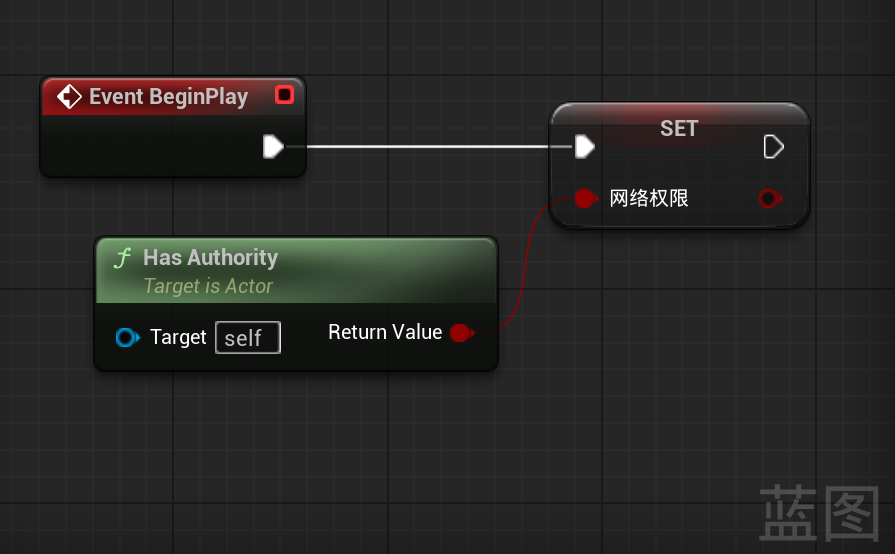 Event BeginPlay
SET
网络权限
Has Authority
Target is Actor
Target self
Return Value
蓝图